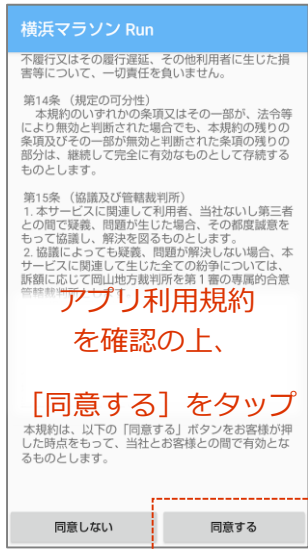 横浜マラソン Run
不履行又はその履行遅延、その他利用者に生じた損
害等について、一切責任を負いません。
第14条 （規定の可分性）
本規約のいずれかの条項又はその一部が、法令等
により無効と判断された場合でも、本規約の残りの
条項及びその一部が無効と判断された条項の残りの
部分は、継続して完全に有効なものとして存続する
ものとします。
第15条 （協議及び管轄裁判所）
1. 本サービスに関連して利用者、当社ないし第三者
との間で疑義、問題が生じた場合、その都度誠意を
もって協議し、解決を図るものとします。
2. 協議によっても疑義、問題が解決しない場合、本
サービスに関連して生じた全ての紛争については、
訴額に応じて岡山地方裁判所を第１審の専属的合意
管轄裁判所
アプリ利用規約
を確認の上、
［同意する］をタップ
本規約は、以下の「同意する」ボタンをお客様が押
した時点をもって、当社とお客様との間で有効とな
るものとします。
同意しない
同意する